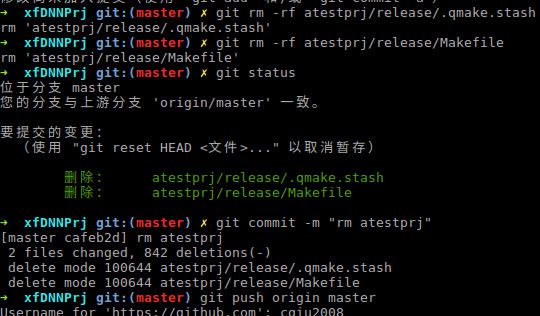 ➜  xfDNNPrj git:(master) ✗ git rm -rf atestprj/release/.qmake.stash
rm 'atestprj/release/.qmake.stash'
➜  xfDNNPrj git:(master) ✗ git rm -rf atestprj/release/Makefile
rm 'atestprj/release/Makefile'
➜  xfDNNPrj git:(master) ✗ git status
位于分支 master
您的分支与上游分支 'origin/master' 一致。
要提交的变更：
（使用 "git reset HEAD <文件>..." 以取消暂存）
删除： atestprj/release/.qmake.stash
删除： atestprj/release/Makefile
➜  xfDNNPrj git:(master) ✗ git commit -m "rm atestprj"
[master cafeb2d] rm atestprj
2 files changed, 842 deletions(-)
delete mode 100644 atestprj/release/.qmake.stash
delete mode 100644 atestprj/release/Makefile
➜  xfDNNPrj git:(master) git push origin master
Username for 'https://github.com': cqiu2008